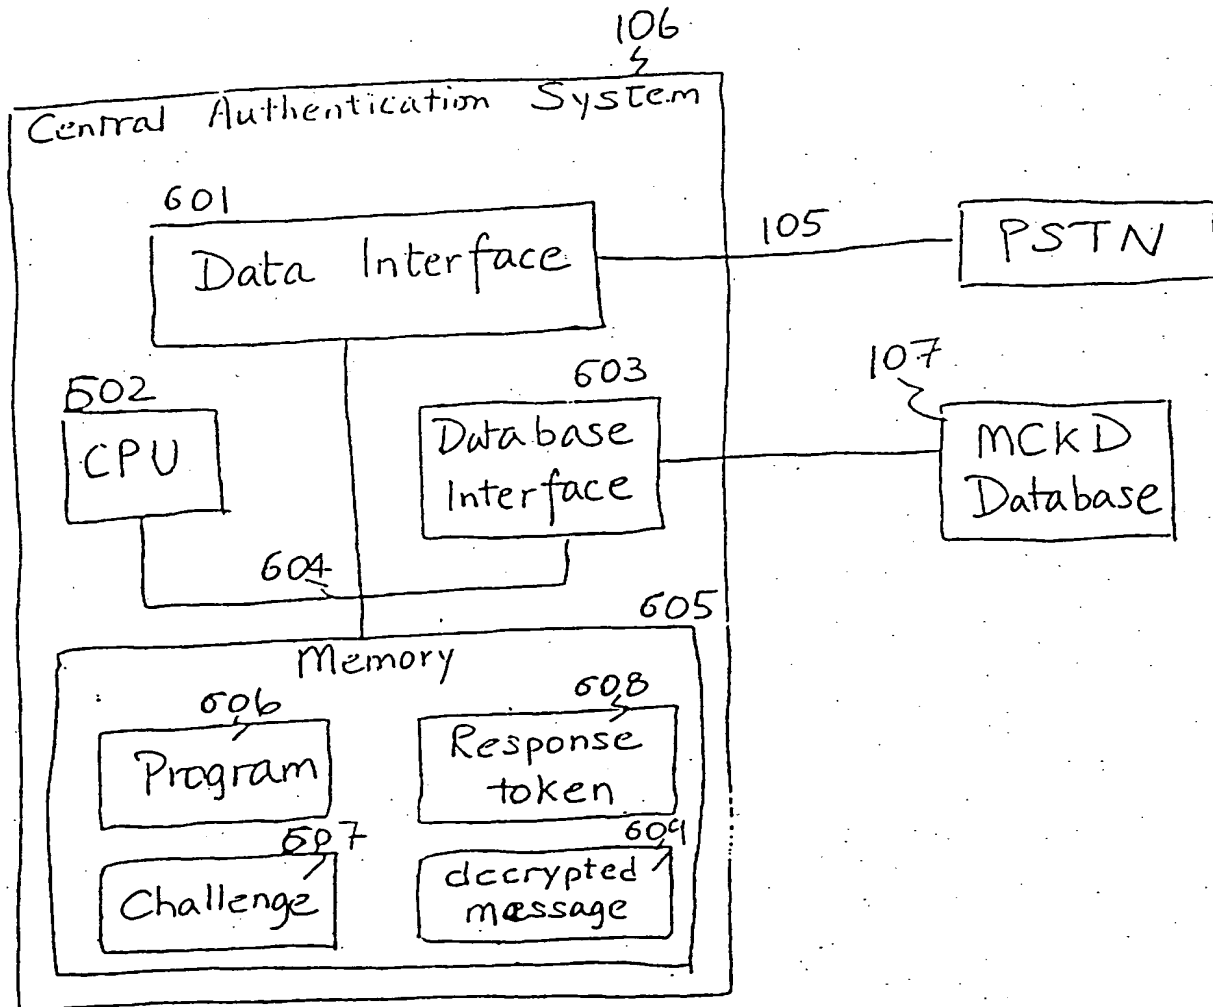 106
Central Authentication System
601
Data Interface
105
PSTN
602
CPU
603
Database
Interface
107
MCKD
Database
604
605
Memory
606
Program
608
Response
token
607
Challenge
609
decrypted
message